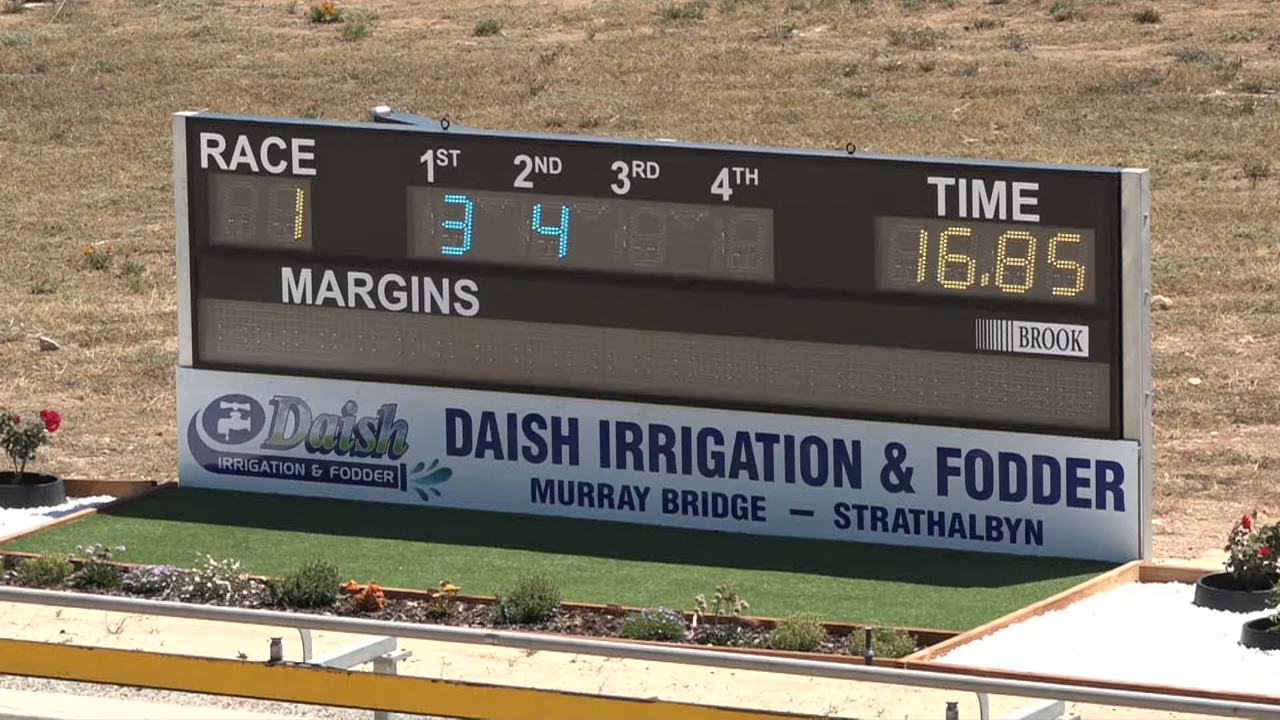 RACE 1ST 2ND 3RD 4TH TIME
1 3 4 16.85
MARGINS
BROOK
Daish
IRRIGATION & FODDER
DAISH IRRIGATION & FODDER
MURRAY BRIDGE – STRATHALBYN